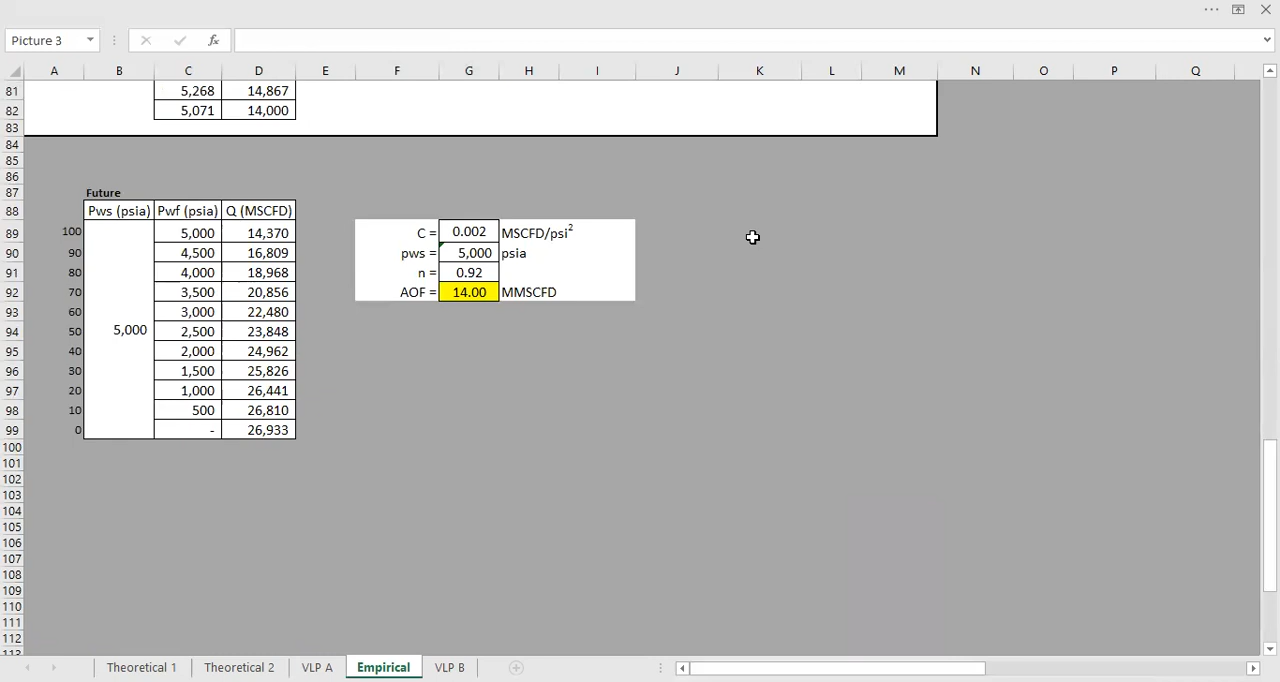 Picture 3
fx
A B C D E F G H I J K L M N O P Q
81 5,268 14,867
82 5,071 14,000
83
84
85
86
87 Future
88 Pws (psia) Pwf (psia) Q (MSCFD)
89 100 5,000 14,370 C = 0.002 MSCFD/psi²
90 90 4,500 16,809 pws = 5,000 psia
91 80 4,000 18,968 n = 0.92
92 70 3,500 20,856 AOF = 14.00 MMSCFD
93 60 3,000 22,480
94 50 5,000 2,500 23,848
95 40 2,000 24,962
96 30 1,500 25,826
97 20 1,000 26,441
98 10 500 26,810
99 0 - 26,933
100
101
102
103
104
105
106
107
108
109
110
111
112
113
Theoretical 1 Theoretical 2 VLP A Empirical VLP B